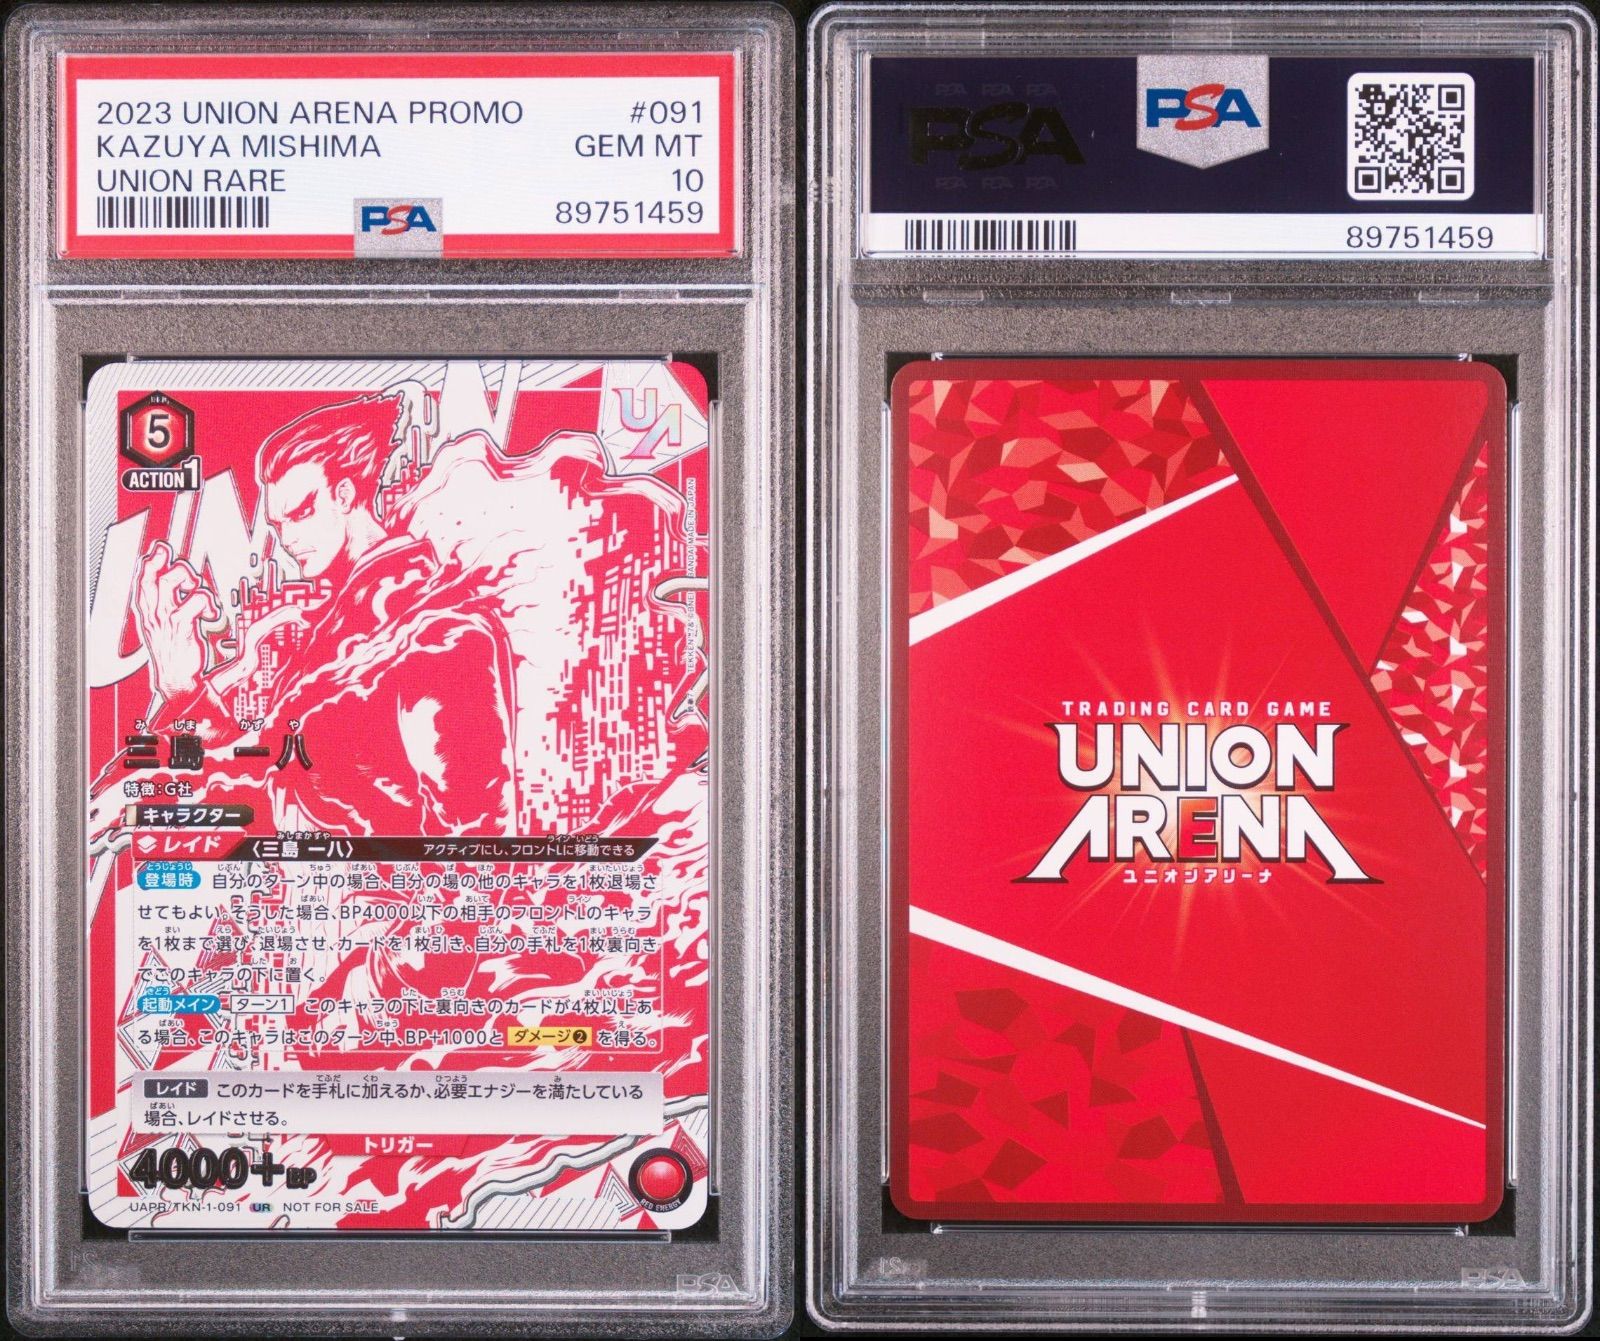 2023 UNION ARENA PROMO #091
KAZUYA MISHIMA GEM MT
UNION RARE 10
PSA 89751459
5
ACTION1
UA
みしま かずや
三島 一八
特徴:G社
キャラクター
レイド 〈三島 一八〉 アクティブにし、フロントLに移動できる
登場時 自分のターン中の場合、自分の場の他のキャラを1枚退場さ
せてもよい。そうした場合、BP4000以下の相手のフロントLのキャラ
を1枚まで選び、退場させ、カードを1枚引き、自分の手札を1枚裏向き
でこのキャラの下に置く。
起動メイン ターン1 このキャラの下に裏向きのカードが4枚以上あ
る場合、このキャラはこのターン中、BP+1000と ダメージ❷ を得る。
レイド このカードを手札に加えるか、必要エナジーを満たしている
場合、レイドさせる。
トリガー
4000+BP
RED ENERGY
UAPR/TKN-1-091 UR NOT FOR SALE
PSA
PSA
PSA
89751459
TRADING CARD GAME
UNION
ARENA
ユニオンアリーナ
PSA